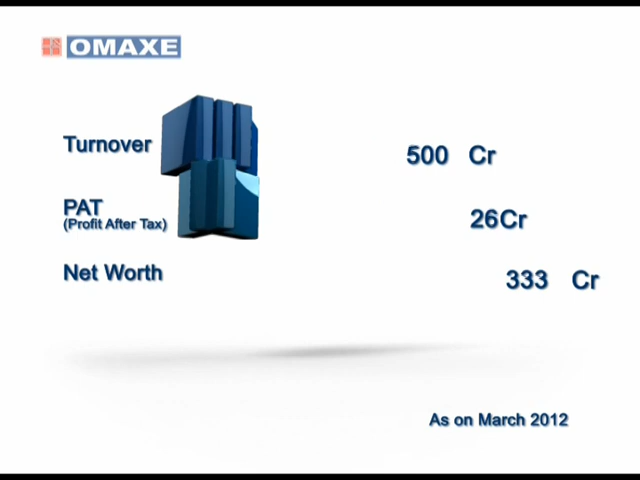 OMAXE
Turnover 500 Cr
PAT 26Cr
(Profit After Tax)
Net Worth 333 Cr
As on March 2012